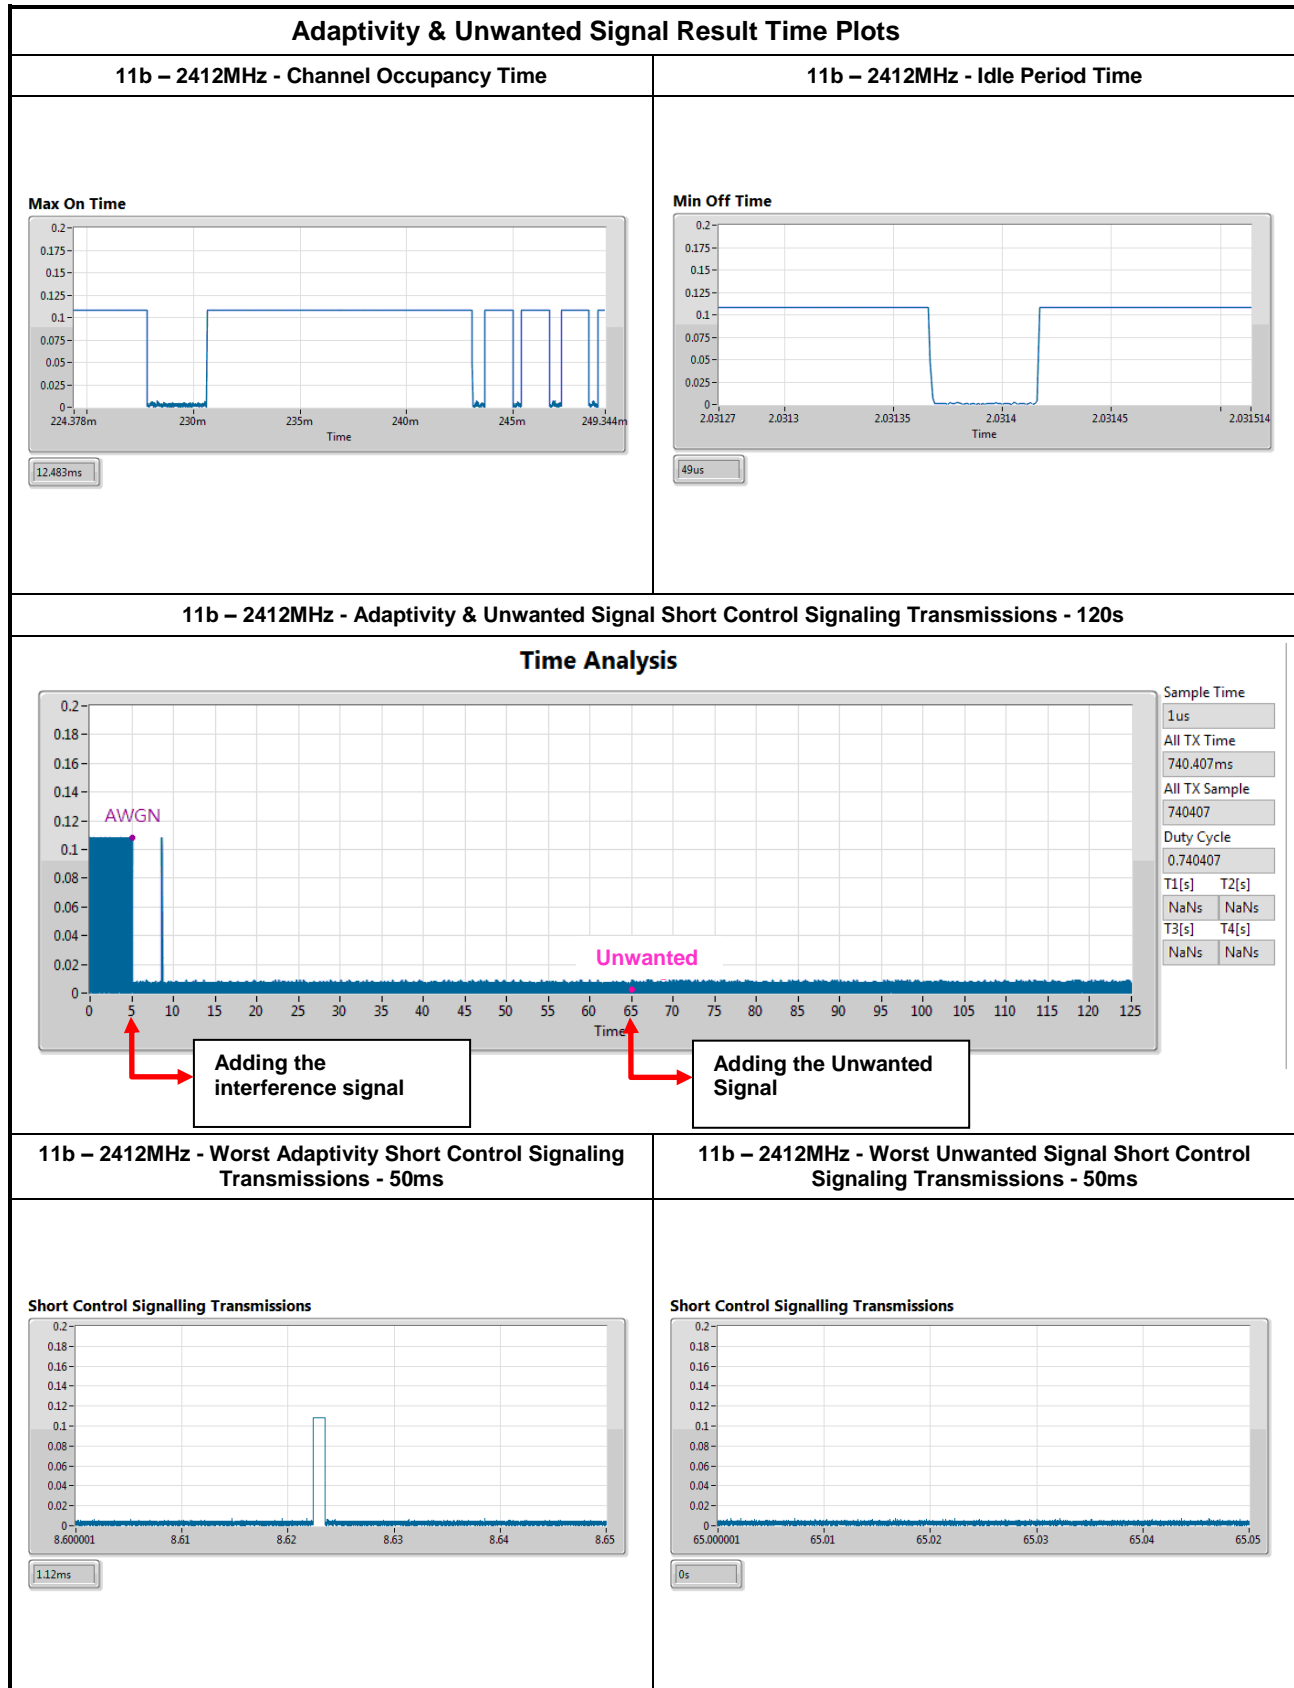 Adaptivity & Unwanted Signal Result Time Plots
11b – 2412MHz - Channel Occupancy Time
11b – 2412MHz - Idle Period Time
Max On Time
0.2
0.175
0.15
0.125
0.1
0.075
0.05
0.025
0
224.378m 230m 235m 240m 245m 249.344m
Time
12.483ms
Min Off Time
0.2
0.175
0.15
0.125
0.1
0.075
0.05
0.025
0
2.03127 2.0313 2.03135 2.0314 2.03145 2.031514
Time
49us
11b – 2412MHz - Adaptivity & Unwanted Signal Short Control Signaling Transmissions - 120s
Time Analysis
0.2
0.18
0.16
0.14
0.12
0.1
0.08
0.06
0.04
0.02
0
AWGN
Unwanted
0 5 10 15 20 25 30 35 40 45 50 55 60 65 70 75 80 85 90 95 100 105 110 115 120 125
Time
Sample Time
1us
All TX Time
740.407ms
All TX Sample
740407
Duty Cycle
0.740407
T1[s] T2[s]
NaNs NaNs
T3[s] T4[s]
NaNs NaNs
Adding the
interference signal
Adding the Unwanted
Signal
11b – 2412MHz - Worst Adaptivity Short Control Signaling
Transmissions - 50ms
11b – 2412MHz - Worst Unwanted Signal Short Control
Signaling Transmissions - 50ms
Short Control Signalling Transmissions
0.2
0.18
0.16
0.14
0.12
0.1
0.08
0.06
0.04
0.02
0
8.600001 8.61 8.62 8.63 8.64 8.65
1.12ms
Short Control Signalling Transmissions
0.2
0.18
0.16
0.14
0.12
0.1
0.08
0.06
0.04
0.02
0
65.000001 65.01 65.02 65.03 65.04 65.05
0s